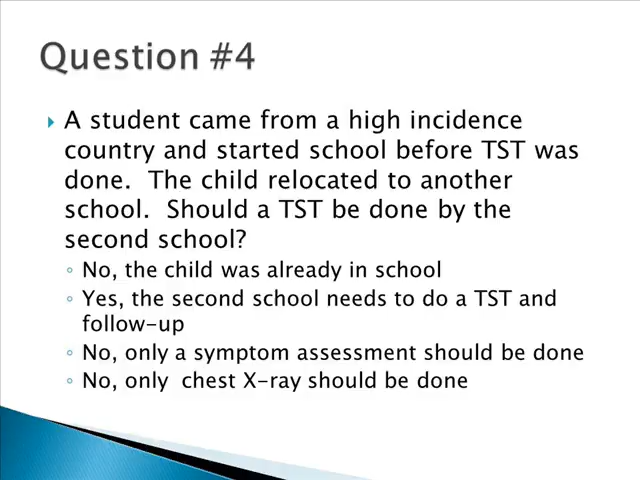 Question #4
A student came from a high incidence
country and started school before TST was
done.  The child relocated to another
school.  Should a TST be done by the
second school?
No, the child was already in school
Yes, the second school needs to do a TST and
follow-up
No, only a symptom assessment should be done
No, only  chest X-ray should be done